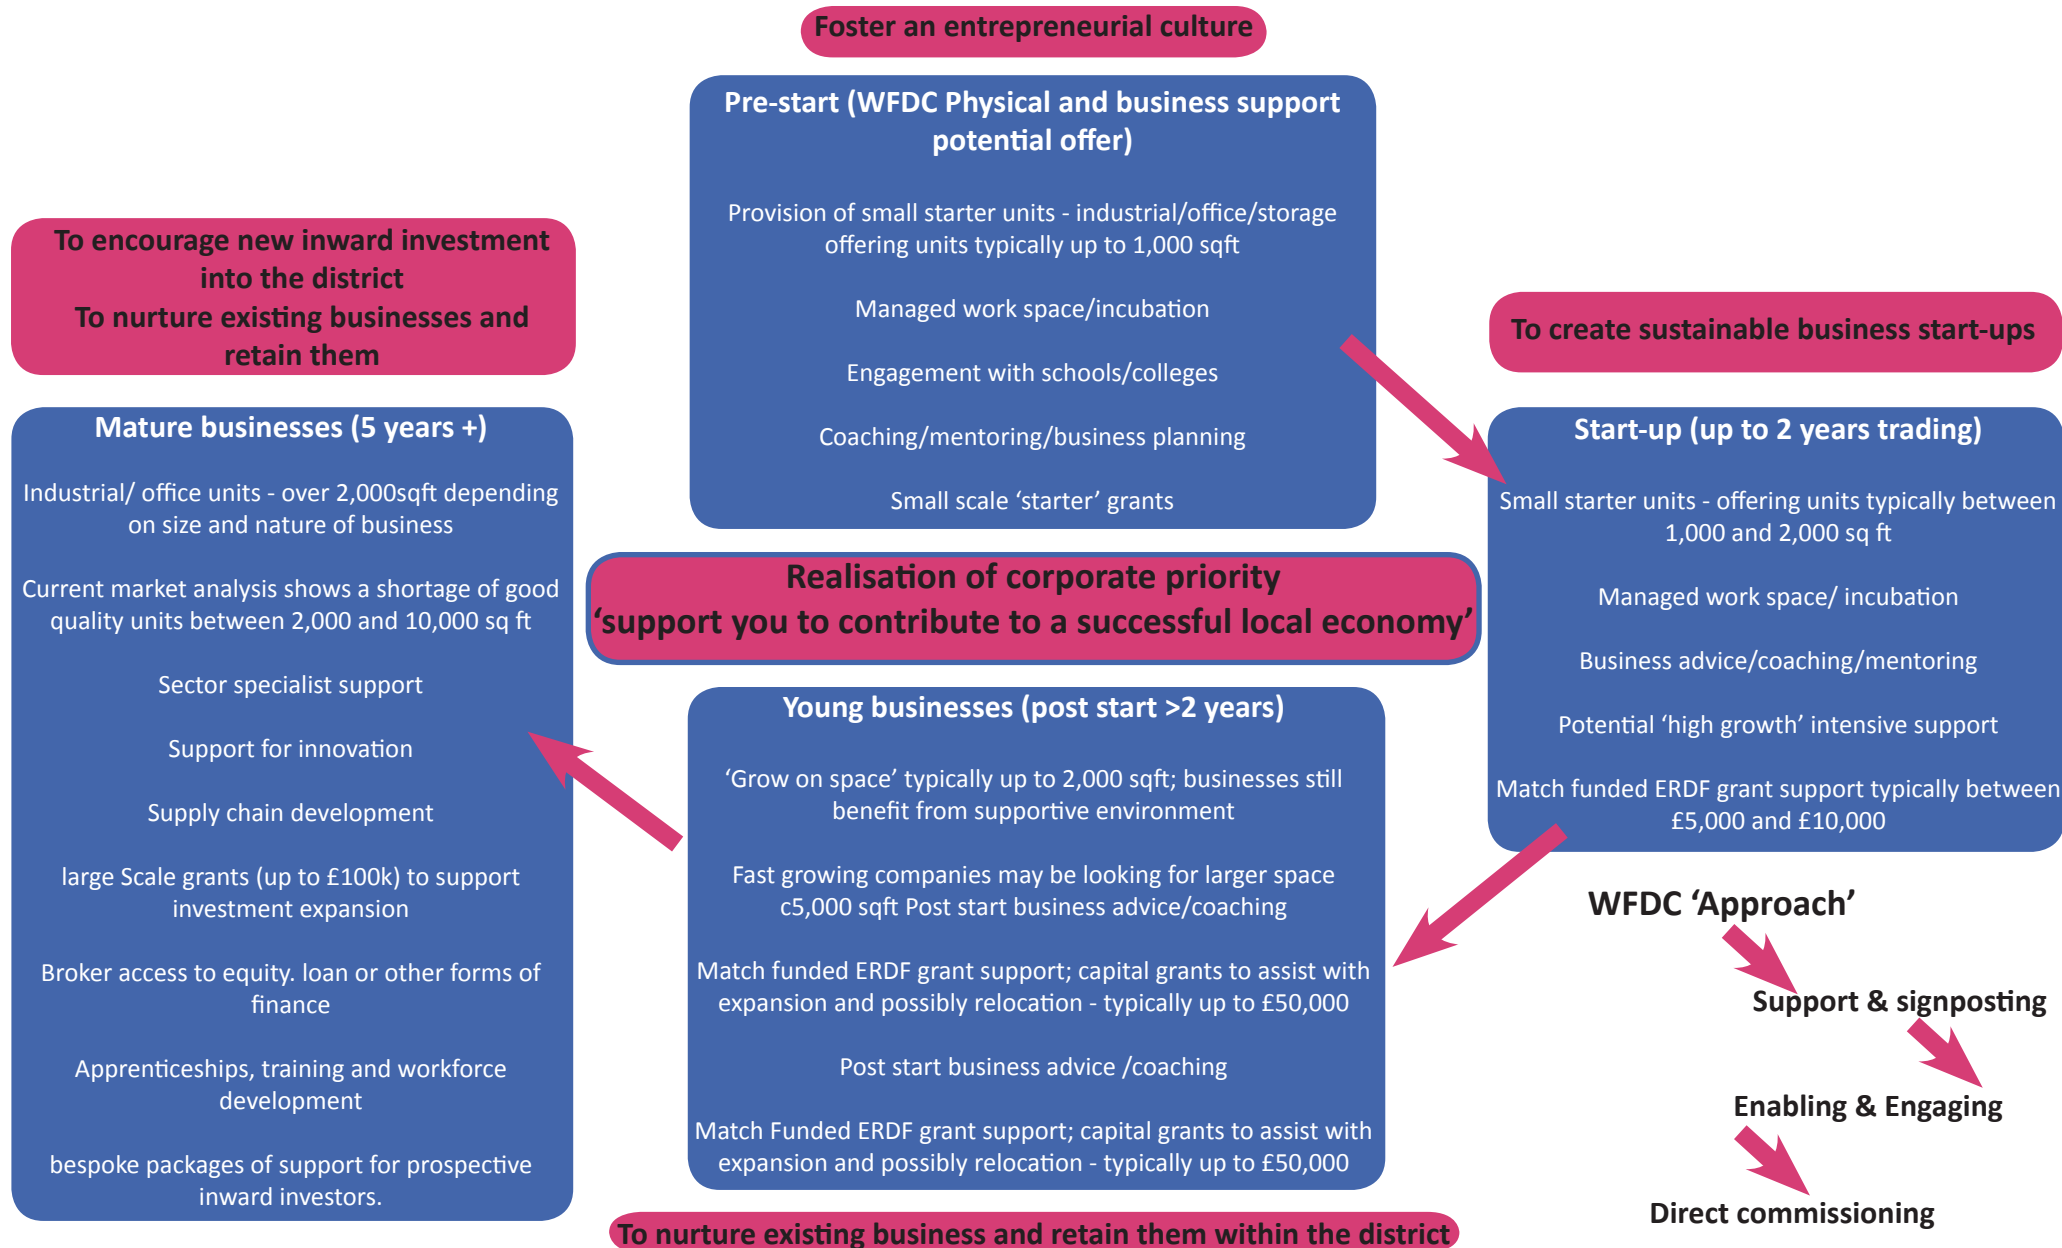 Foster an entrepreneurial culture
Pre-start (WFDC Physical and business support
potential offer)
Provision of small starter units - industrial/office/storage
offering units typically up to 1,000 sqft
Managed work space/incubation
Engagement with schools/colleges
Coaching/mentoring/business planning
Small scale ‘starter’ grants
To create sustainable business start-ups
Start-up (up to 2 years trading)
Small starter units - offering units typically between
1,000 and 2,000 sq ft
Managed work space/ incubation
Business advice/coaching/mentoring
Potential ‘high growth’ intensive support
Match funded ERDF grant support typically between
£5,000 and £10,000
Realisation of corporate priority
‘support you to contribute to a successful local economy’
Young businesses (post start >2 years)
‘Grow on space’ typically up to 2,000 sqft; businesses still
benefit from supportive environment
Fast growing companies may be looking for larger space
c5,000 sqft Post start business advice/coaching
Match funded ERDF grant support; capital grants to assist with
expansion and possibly relocation - typically up to £50,000
Post start business advice /coaching
Match Funded ERDF grant support; capital grants to assist with
expansion and possibly relocation - typically up to £50,000
To nurture existing business and retain them within the district
To encourage new inward investment
into the district
To nurture existing businesses and
retain them
Mature businesses (5 years +)
Industrial/ office units - over 2,000sqft depending
on size and nature of business
Current market analysis shows a shortage of good
quality units between 2,000 and 10,000 sq ft
Sector specialist support
Support for innovation
Supply chain development
large Scale grants (up to £100k) to support
investment expansion
Broker access to equity. loan or other forms of
finance
Apprenticeships, training and workforce
development
bespoke packages of support for prospective
inward investors.
WFDC ‘Approach’
Support & signposting
Enabling & Engaging
Direct commissioning